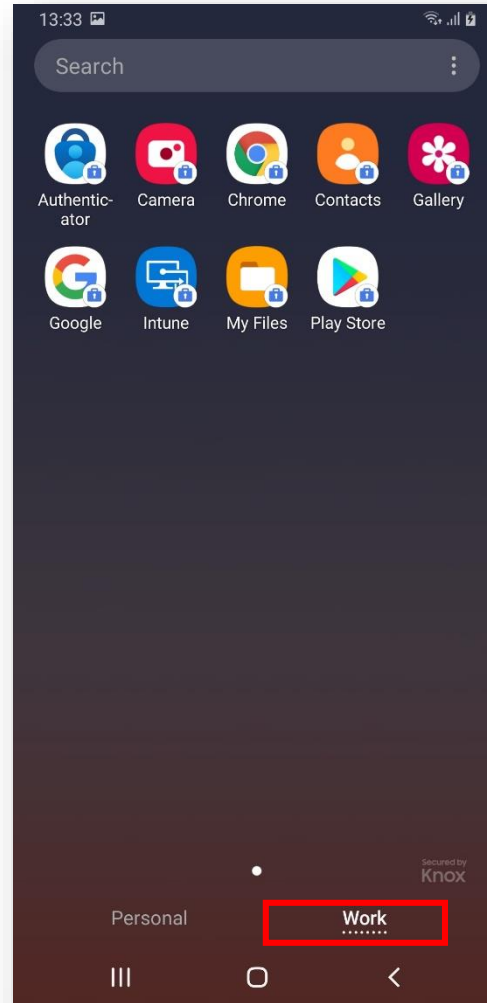 13:33
Search
Authentic-
ator
Camera
Chrome
Contacts
Gallery
Google
Intune
My Files
Play Store
Secured by
Knox
Personal
Work